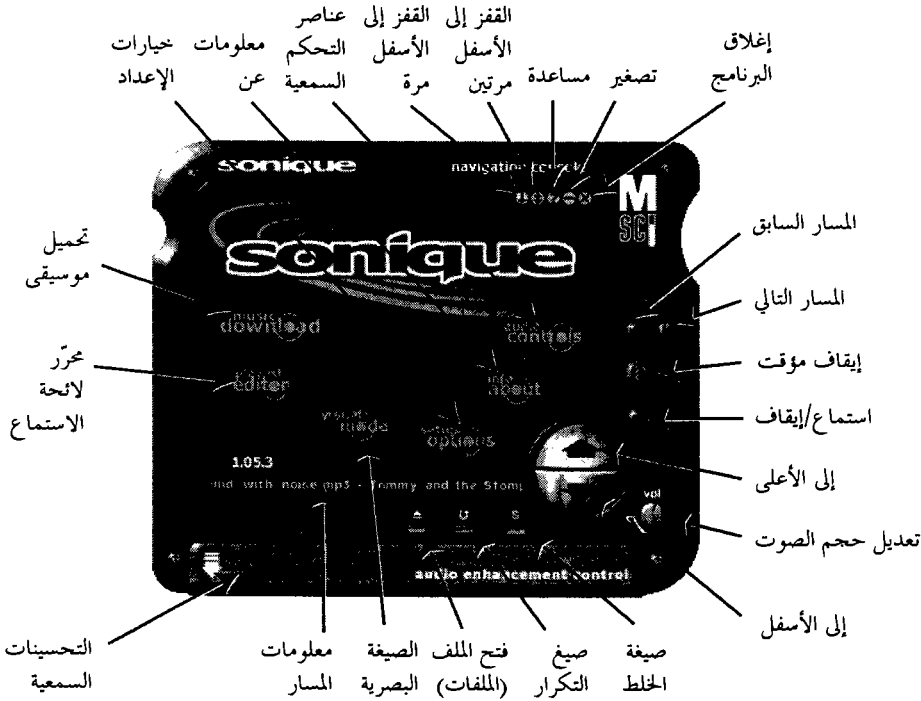 خيارات
الإعداد
معلومات
عن
عناصر
التحكم
السمعية
القفز إلى
الأسفل
مرة
القفز إلى
الأسفل
مرتين
مساعدة
تصغير
إغلاق
البرنامج
sonique
navigation console
M
SCI
sonique
تحميل
موسيقى
محرّر
لائحة
الاستماع
music
download
editor
visual
mode
audio
controls
info
about
setup
options
المسار السابق
المسار التالي
إيقاف مؤقت
استماع/إيقاف
إلى الأعلى
تعديل حجم الصوت
إلى الأسفل
1.05.3
with noise.mp3 - Tommy and the Stomp
vol
S
audio enhancement control
التحسينات
السمعية
معلومات
المسار
الصيغة
البصرية
فتح الملف
(الملفات)
صيغ
التكرار
صيغة
الخلط